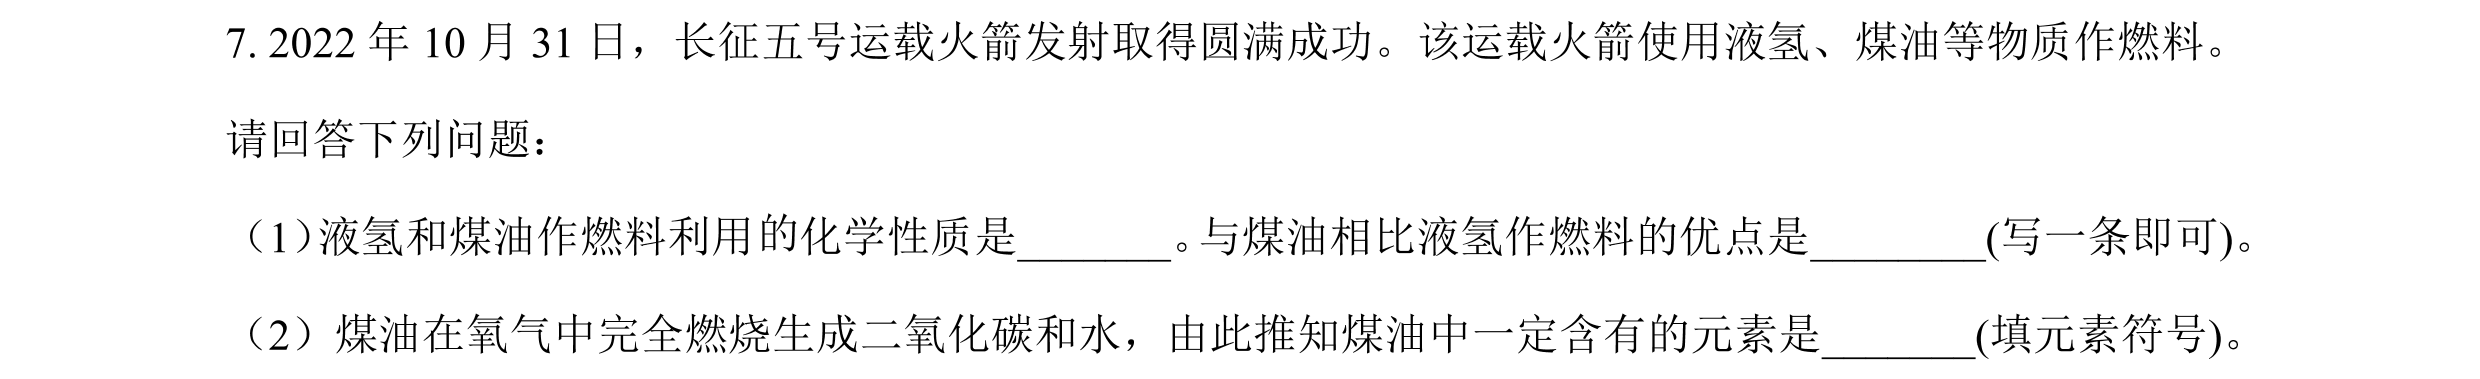 7. 2022 年 10 月 31 日，长征五号运载火箭发射取得圆满成功。该运载火箭使用液氢、煤油等物质作燃料。
请回答下列问题：
（1)液氢和煤油作燃料利用的化学性质是_______。与煤油相比液氢作燃料的优点是________(写一条即可)。
（2）煤油在氧气中完全燃烧生成二氧化碳和水，由此推知煤油中一定含有的元素是_______(填元素符号)。